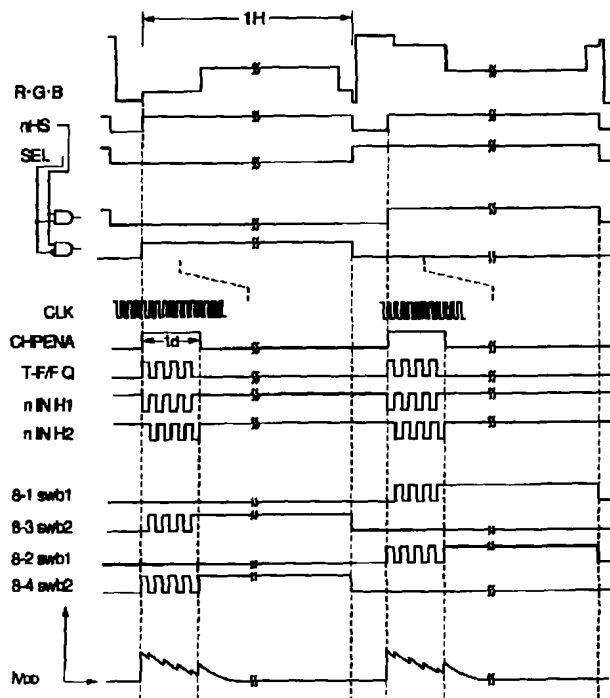 1H
R·G·B
nHS
SEL
CLK
CHPENA
td
T-F/F Q
nINH1
nINH2
8-1 swb1
8-3 swb2
8-2 swb1
8-4 swb2
iVDD